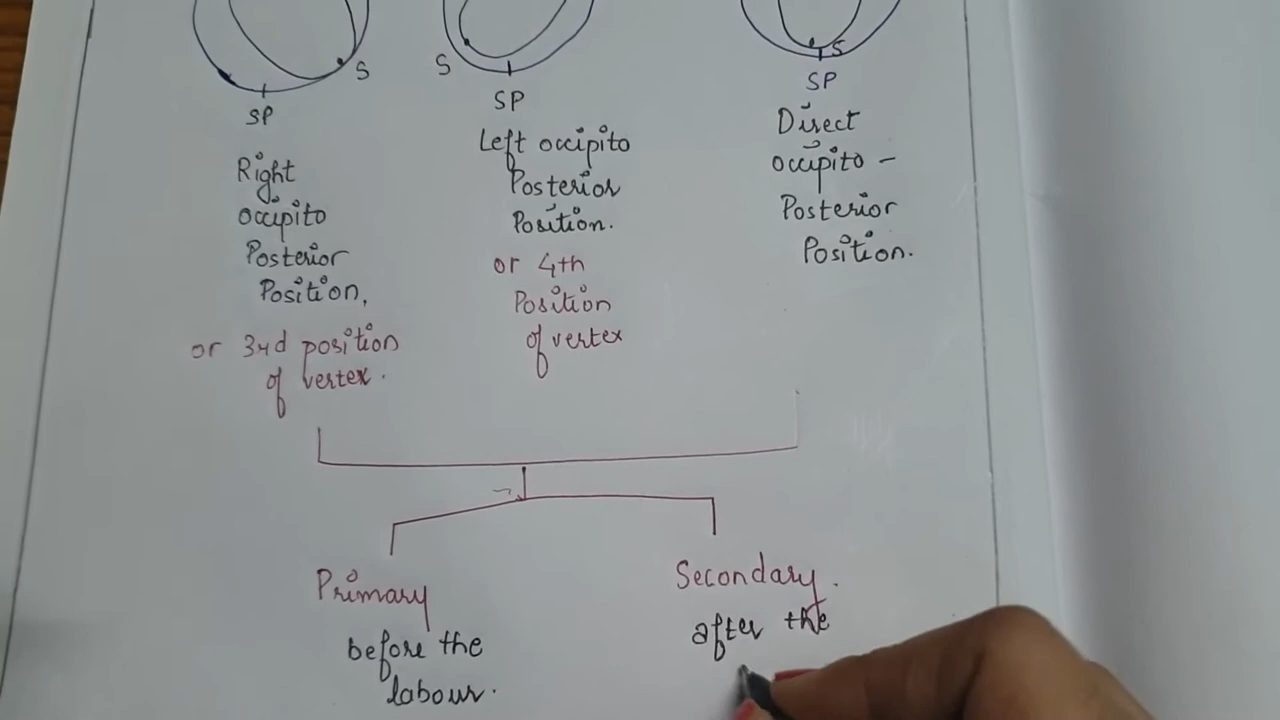 S
SP
Right
occipito
Posterior
Position,
or 3rd position
of vertex.
S
SP
Left occipito
Posterior
Position.
or 4th
Position
of vertex
S
SP
Direct
occipito -
Posterior
Position.
Primary
before the
labour.
Secondary.
after the